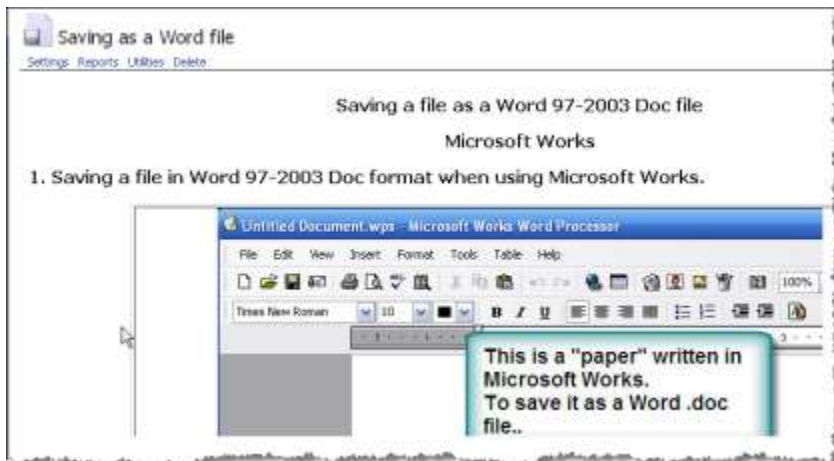 Saving as a Word file
Settings Reports Utilities Delete
Saving a file as a Word 97-2003 Doc file
Microsoft Works
1. Saving a file in Word 97-2003 Doc format when using Microsoft Works.
Untitled Document.wps - Microsoft Works Word Processor
File Edit View Insert Format Tools Table Help
100%
Times New Roman 10 B I U
This is a "paper" written in
Microsoft Works.
To save it as a Word .doc
file..